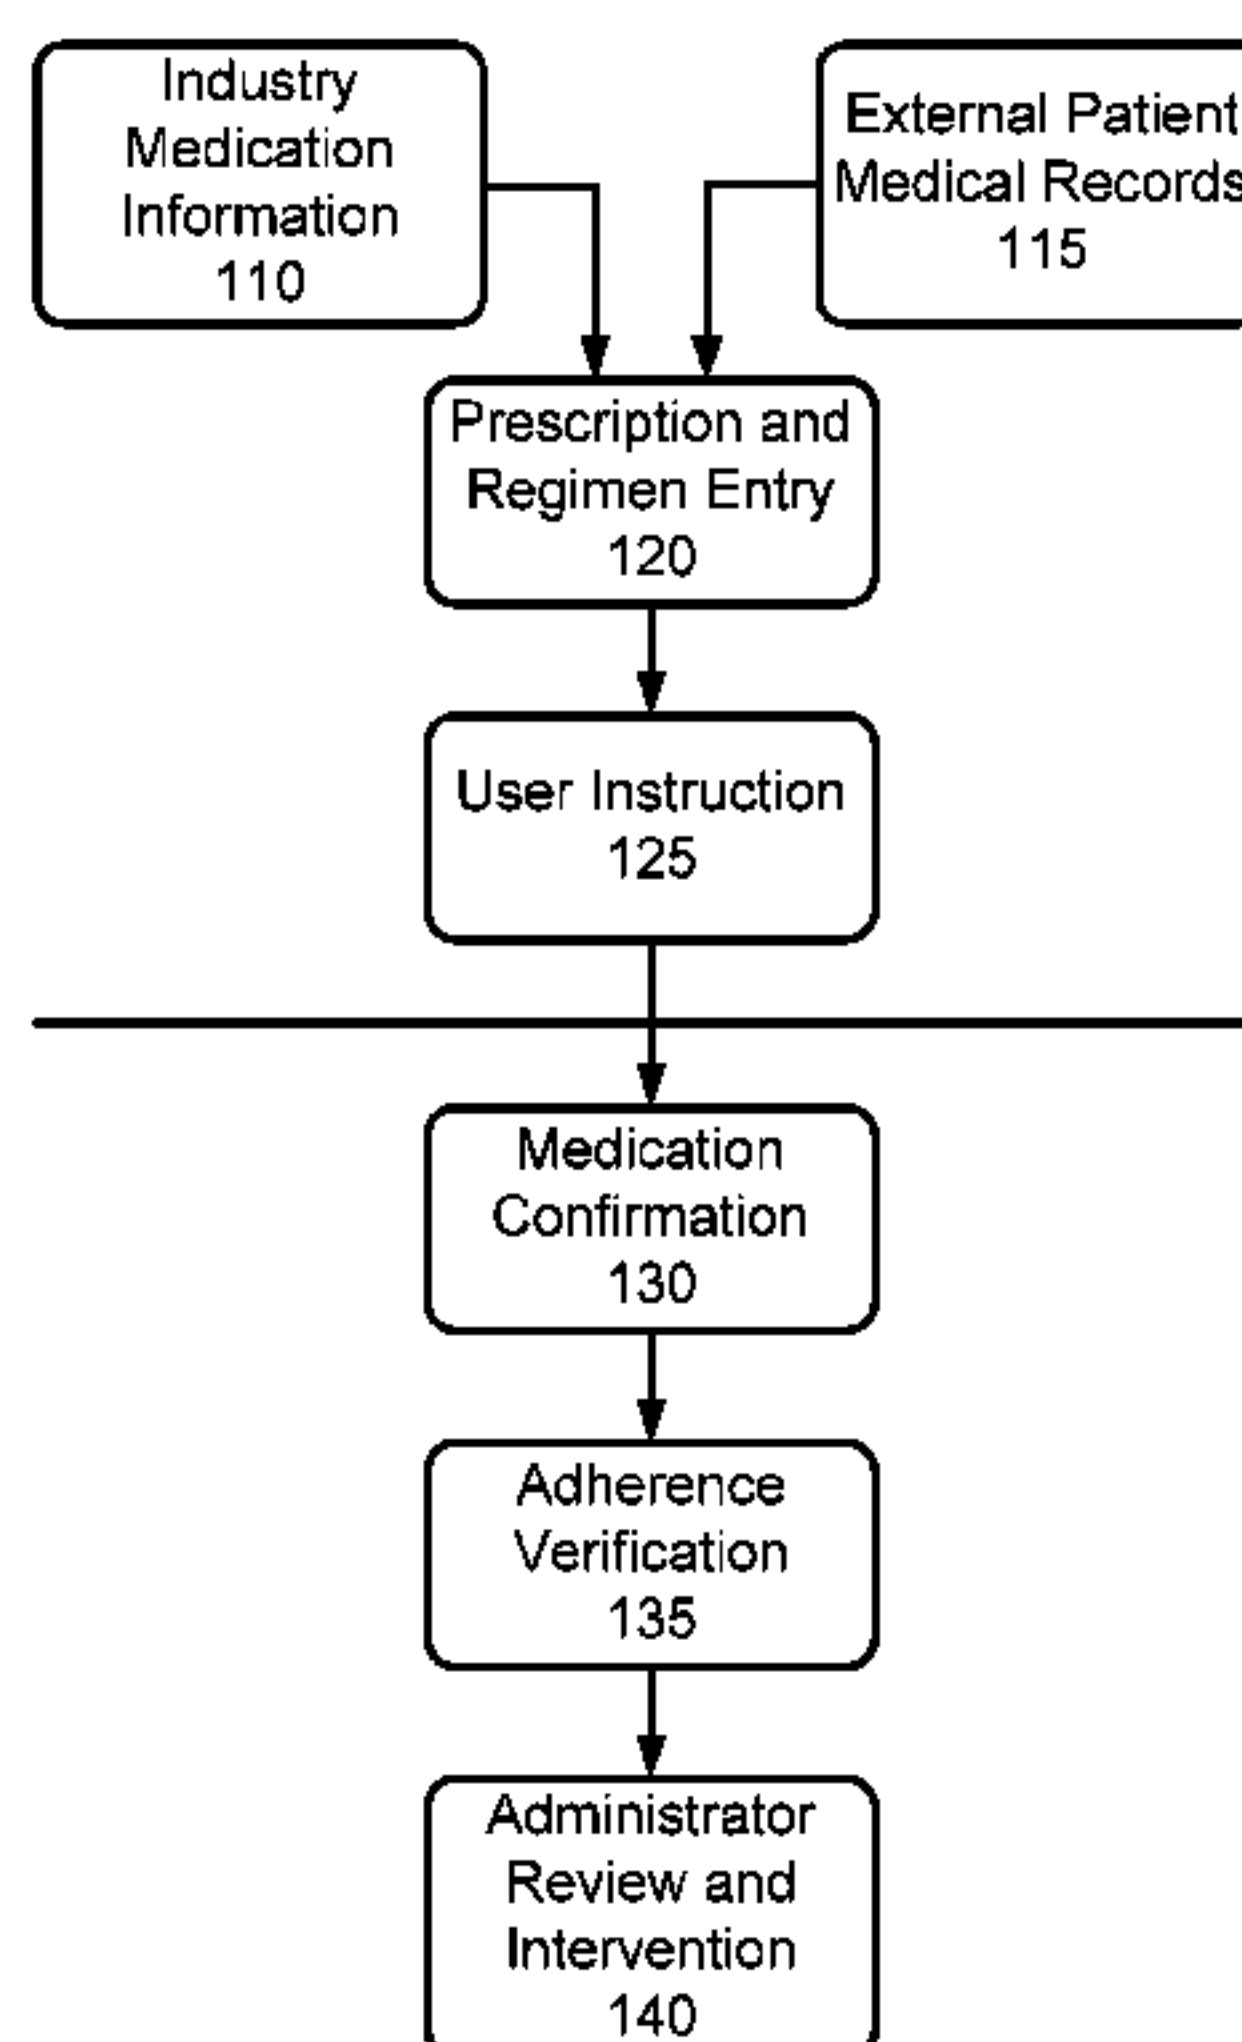 Industry
Medication
Information
110
External Patient
Medical Records
115
Prescription and
Regimen Entry
120
User Instruction
125
Medication
Confirmation
130
Adherence
Verification
135
Administrator
Review and
Intervention
140